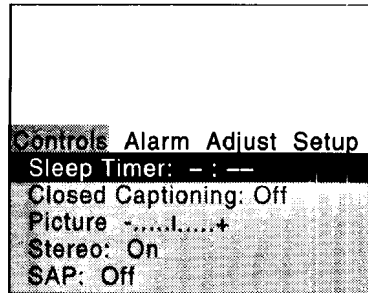 Controls Alarm Adjust Setup
Sleep Timer: – : ––
Closed Captioning: Off
Picture -.....I.....+
Stereo: On
SAP: Off